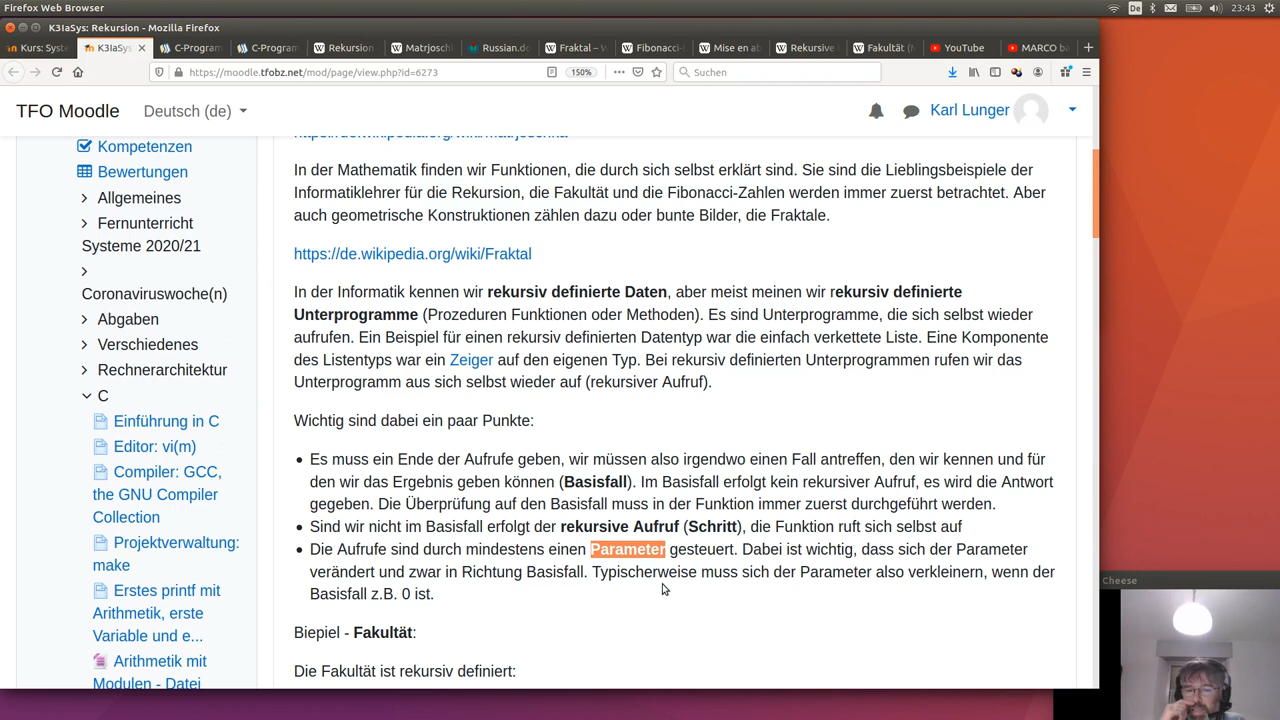 Firefox Web Browser
De
23:43
K3IaSys: Rekursion - Mozilla Firefox
Kurs: Syste
K3IaSys
C-Program
C-Program
Rekursion
Matrjosch
Russian.do
Fraktal – W
Fibonacci-
Mise en ab
Rekursive
Fakultät (M
YouTube
MARCO ba
https://moodle.tfobz.net/mod/page/view.php?id=6273
150%
Suchen
TFO Moodle
Deutsch (de)
Karl Lunger
Kompetenzen
Bewertungen
Allgemeines
Fernunterricht
Systeme 2020/21
Coronaviruswoche(n)
Abgaben
Verschiedenes
Rechnerarchitektur
C
Einführung in C
Editor: vi(m)
Compiler: GCC,
the GNU Compiler
Collection
Projektverwaltung:
make
Erstes printf mit
Arithmetik, erste
Variable und e...
Arithmetik mit
Modulen - Datei
https://de.wikipedia.org/wiki/Matrjoschka
In der Mathematik finden wir Funktionen, die durch sich selbst erklärt sind. Sie sind die Lieblingsbeispiele der
Informatiklehrer für die Rekursion, die Fakultät und die Fibonacci-Zahlen werden immer zuerst betrachtet. Aber
auch geometrische Konstruktionen zählen dazu oder bunte Bilder, die Fraktale.
https://de.wikipedia.org/wiki/Fraktal
In der Informatik kennen wir rekursiv definierte Daten, aber meist meinen wir rekursiv definierte
Unterprogramme (Prozeduren Funktionen oder Methoden). Es sind Unterprogramme, die sich selbst wieder
aufrufen. Ein Beispiel für einen rekursiv definierten Datentyp war die einfach verkettete Liste. Eine Komponente
des Listentyps war ein Zeiger auf den eigenen Typ. Bei rekursiv definierten Unterprogrammen rufen wir das
Unterprogramm aus sich selbst wieder auf (rekursiver Aufruf).
Wichtig sind dabei ein paar Punkte:
Es muss ein Ende der Aufrufe geben, wir müssen also irgendwo einen Fall antreffen, den wir kennen und für
den wir das Ergebnis geben können (Basisfall). Im Basisfall erfolgt kein rekursiver Aufruf, es wird die Antwort
gegeben. Die Überprüfung auf den Basisfall muss in der Funktion immer zuerst durchgeführt werden.
Sind wir nicht im Basisfall erfolgt der rekursive Aufruf (Schritt), die Funktion ruft sich selbst auf
Die Aufrufe sind durch mindestens einen Parameter gesteuert. Dabei ist wichtig, dass sich der Parameter
verändert und zwar in Richtung Basisfall. Typischerweise muss sich der Parameter also verkleinern, wenn der
Basisfall z.B. 0 ist.
Biepiel - Fakultät:
Die Fakultät ist rekursiv definiert:
Cheese